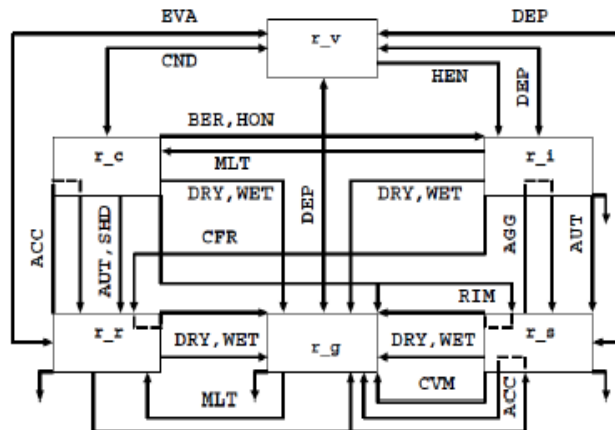 EVA
DEP
r_v
CND
HEN
DEP
BER,HON
r_c
r_i
MLT
DRY,WET
DRY,WET
ACC
AUT,SHD
DEP
AGG
AUT
CFR
RIM
r_r
r_g
r_s
DRY,WET
DRY,WET
MLT
CVM
ACC